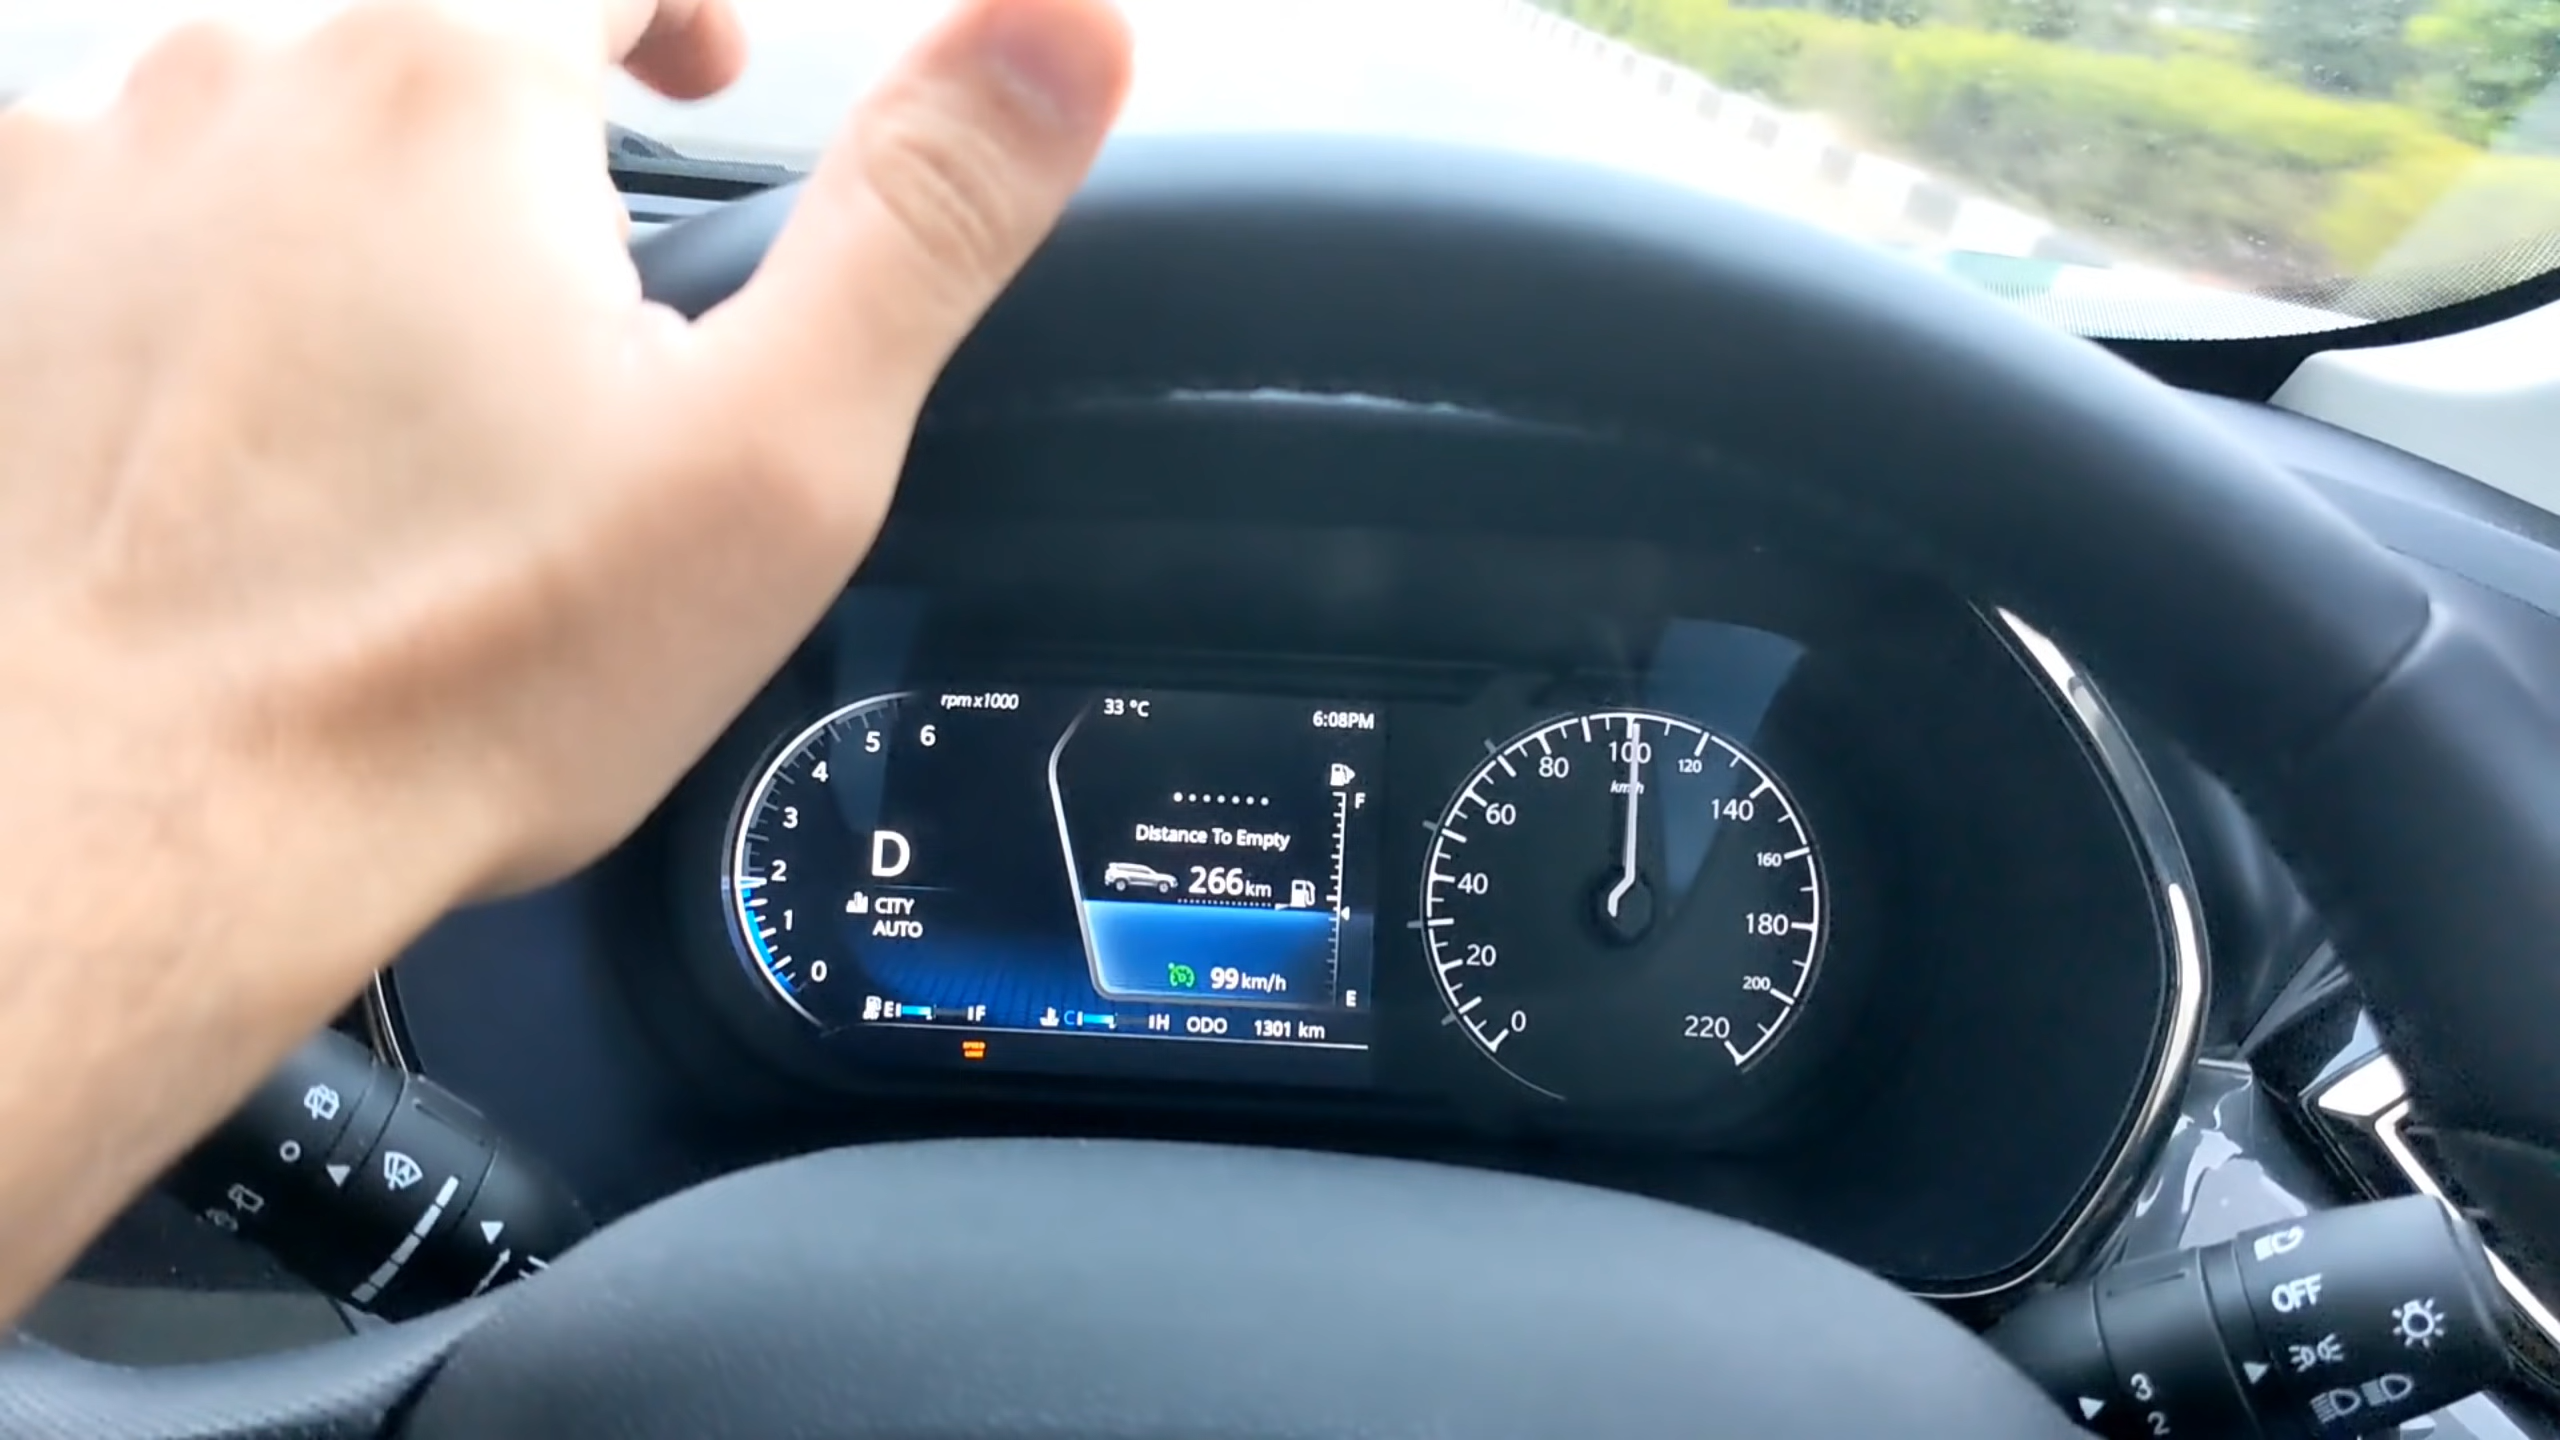 rpm x1000
33 °C
6:08PM
6
5
4
3
2
1
0
D
CITY
AUTO
Distance To Empty
266 km
F
E
99 km/h
E F
C H
ODO 1301 km
0
20
40
60
80
100
120
140
160
180
200
220
km/h
OFF
3
2